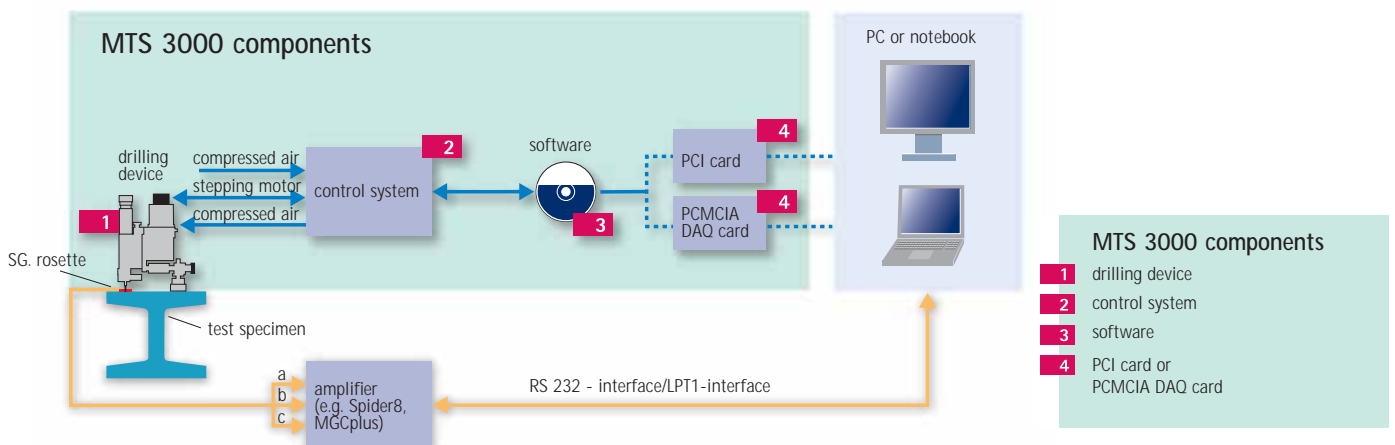 MTS 3000 components
PC or notebook
4
2
software
drilling
device
compressed air
PCI card
stepping motor
control system
4
compressed air
1
PCMCIA
DAQ card
3
SG. rosette
test specimen
a
b
c
amplifier
(e.g. Spider8,
MGCplus)
RS 232 - interface/LPT1-interface
MTS 3000 components
1 drilling device
2 control system
3 software
4 PCI card or
PCMCIA DAQ card